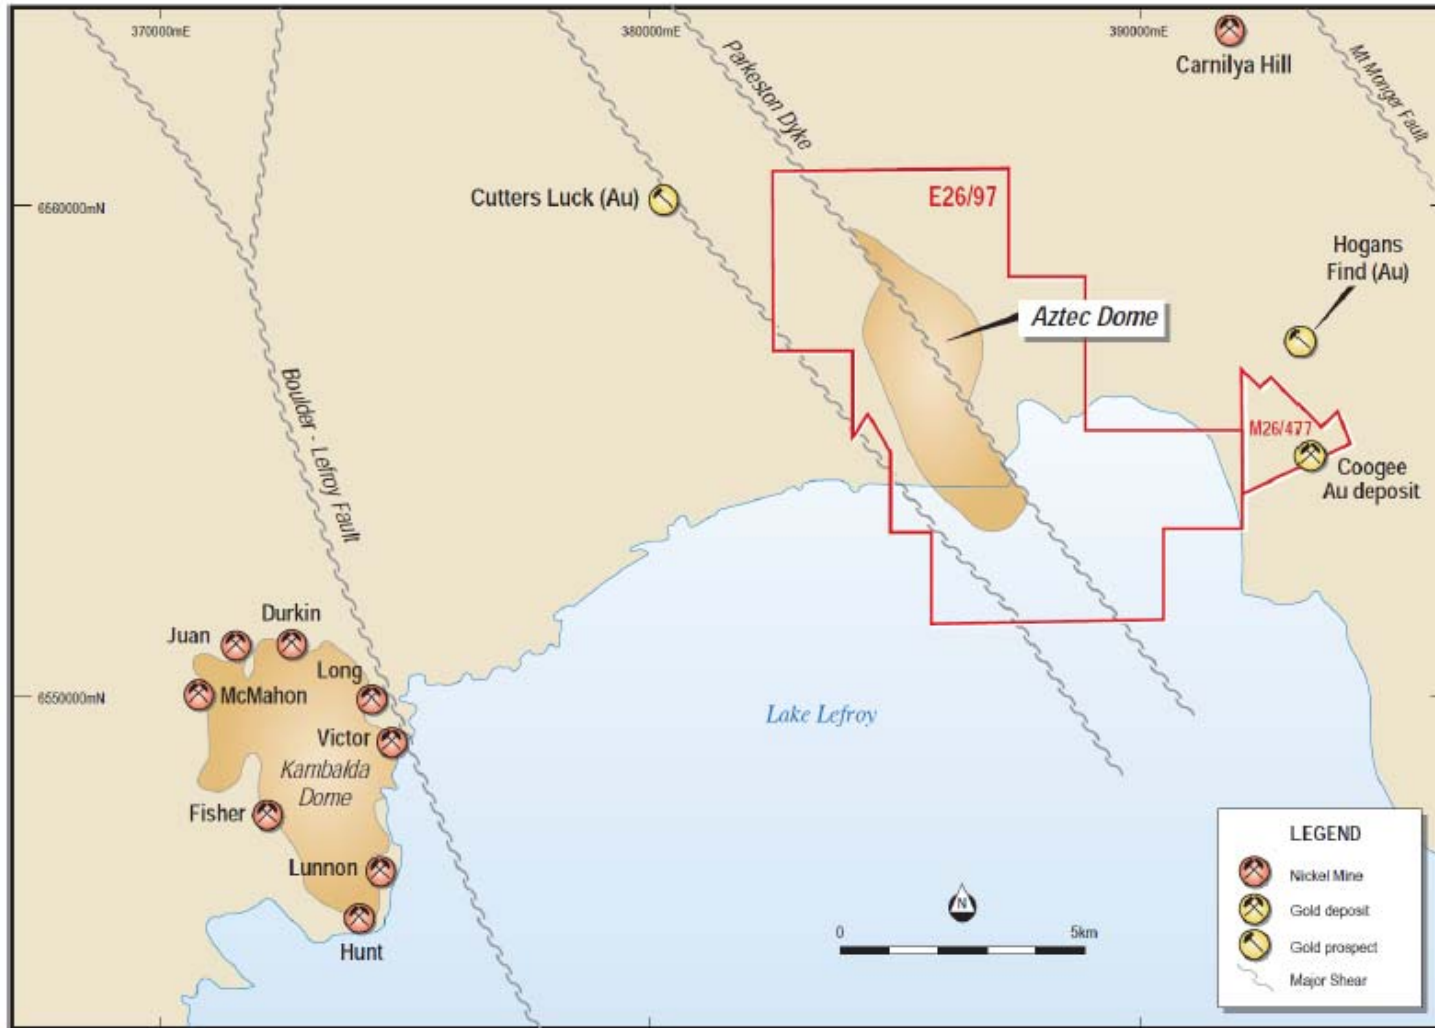 370000mE
380000mE
390000mE
Carnilya Hill
Mt Monger Fault
Parkeston Dyke
Cutters Luck (Au)
E26/97
6560000mN
Hogans
Find (Au)
Aztec Dome
Boulder - Lefroy Fault
M26/477
Coogee
Au deposit
Durkin
Juan
Long
McMahon
6550000mN
Victor
Lake Lefroy
Kambalda
Dome
Fisher
Lunnon
Hunt
N
0
5km
LEGEND
Nickel Mine
Gold deposit
Gold prospect
Major Shear